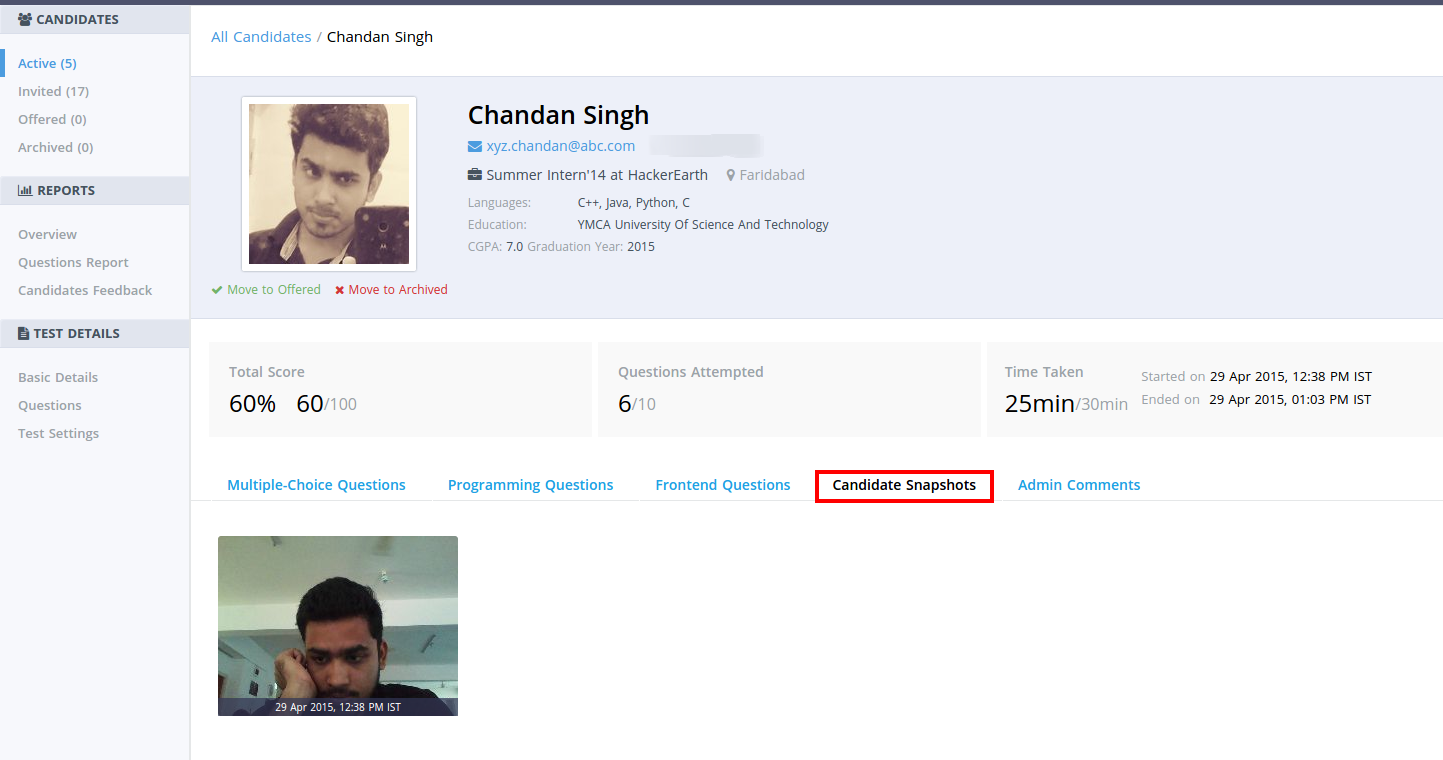 CANDIDATES
Active (5)
Invited (17)
Offered (0)
Archived (0)
REPORTS
Overview
Questions Report
Candidates Feedback
TEST DETAILS
Basic Details
Questions
Test Settings
All Candidates / Chandan Singh
Chandan Singh
xyz.chandan@abc.com
Summer Intern'14 at HackerEarth Faridabad
Languages: C++, Java, Python, C
Education: YMCA University Of Science And Technology
CGPA: 7.0 Graduation Year: 2015
Move to Offered Move to Archived
Total Score
60% 60/100
Questions Attempted
6/10
Time Taken
25min/30min
Started on 29 Apr 2015, 12:38 PM IST
Ended on 29 Apr 2015, 01:03 PM IST
Multiple-Choice Questions Programming Questions Frontend Questions Candidate Snapshots Admin Comments
29 Apr 2015, 12:38 PM IST